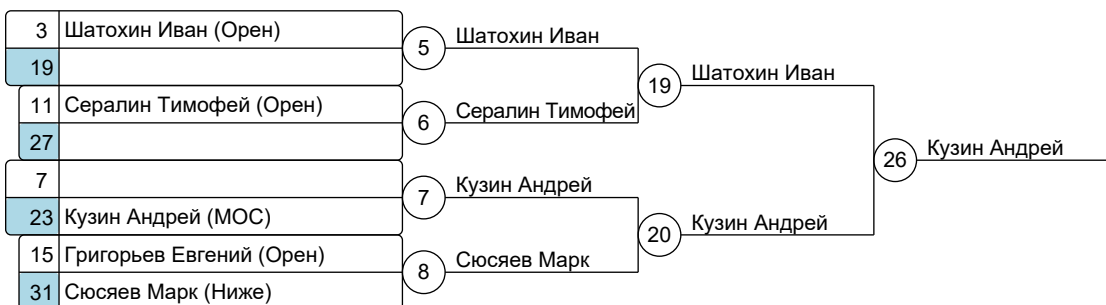 3 Шатохин Иван (Орен)
19
11 Сералин Тимофей (Орен)
27
7
23 Кузин Андрей (МОС)
15 Григорьев Евгений (Орен)
31 Сюсяев Марк (Ниже)
5 Шатохин Иван
6 Сералин Тимофей
7 Кузин Андрей
8 Сюсяев Марк
19 Шатохин Иван
20 Кузин Андрей
26 Кузин Андрей